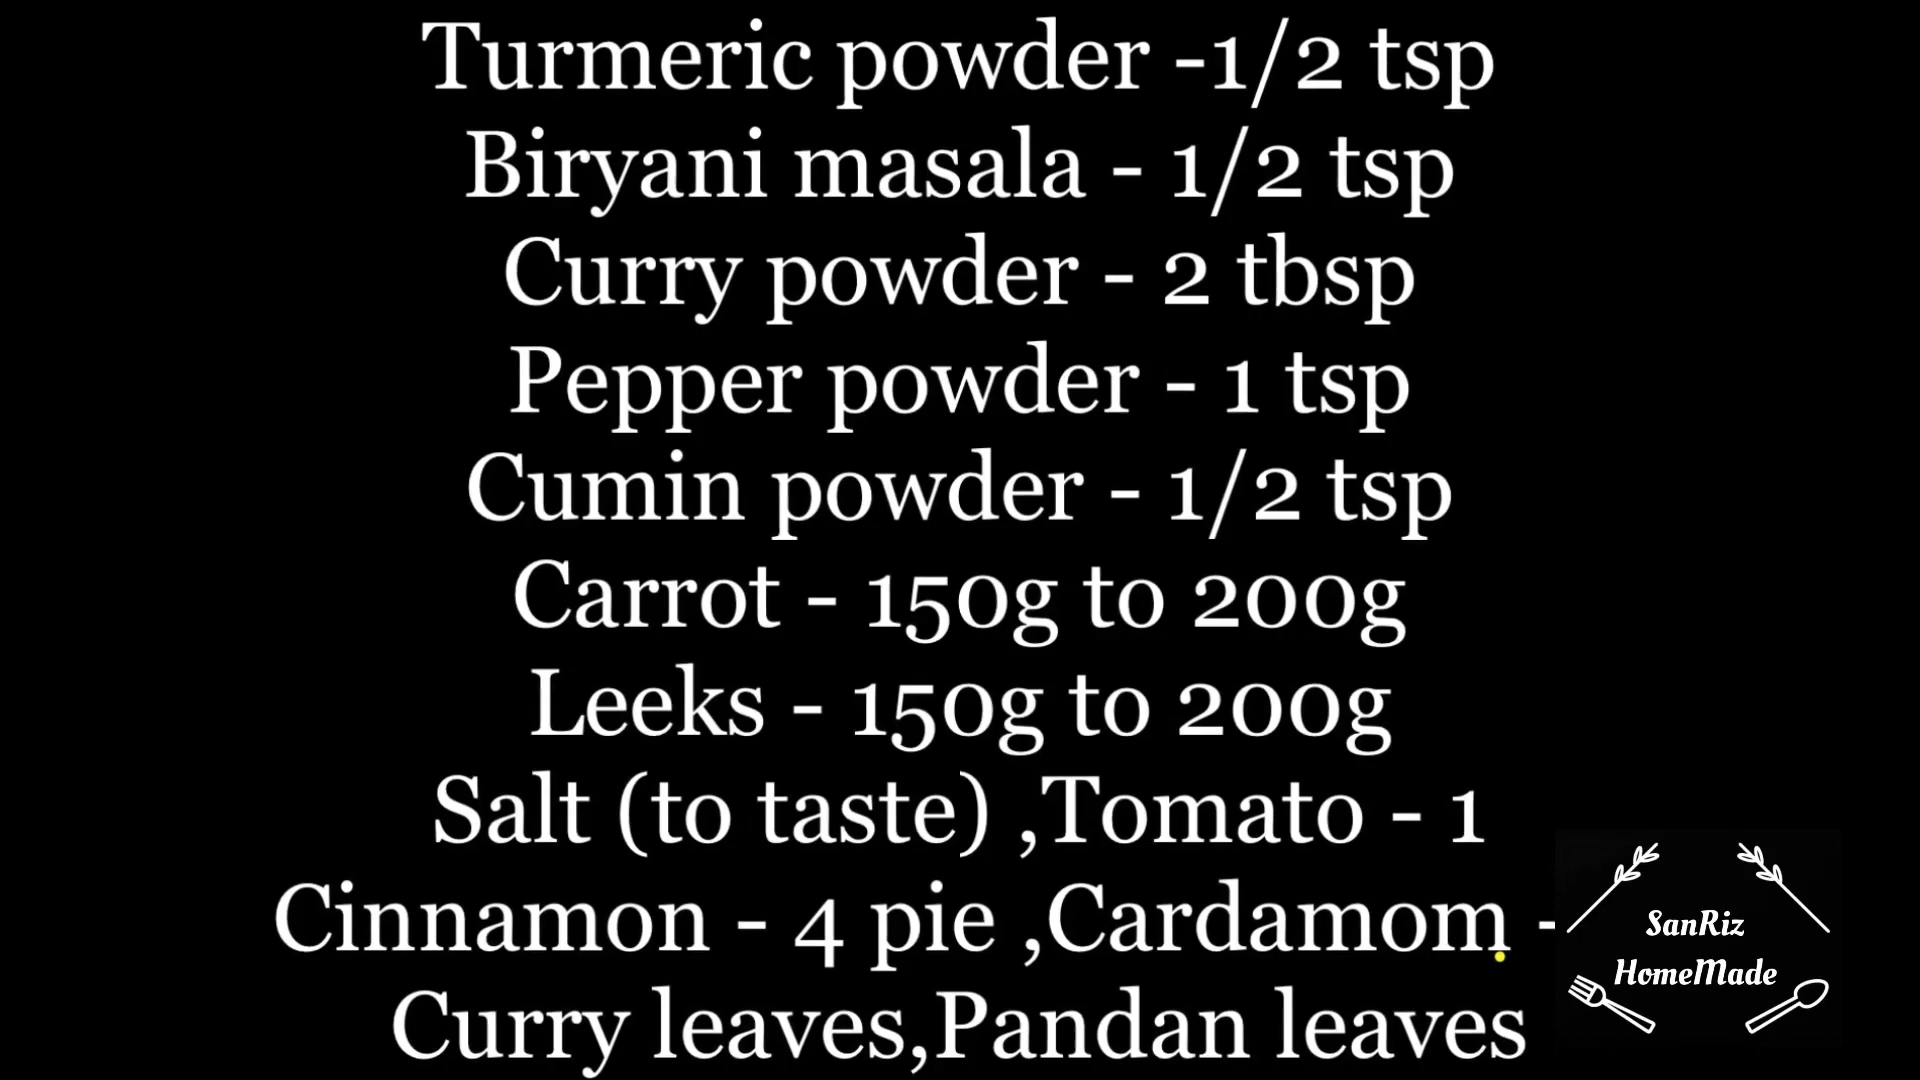 Turmeric powder -1/2 tsp
Biryani masala - 1/2 tsp
Curry powder - 2 tbsp
Pepper powder - 1 tsp
Cumin powder - 1/2 tsp
Carrot - 150g to 200g
Leeks - 150g to 200g
Salt (to taste) ,Tomato - 1
Cinnamon - 4 pie ,Cardamom -
Curry leaves,Pandan leaves
SanRiz
HomeMade